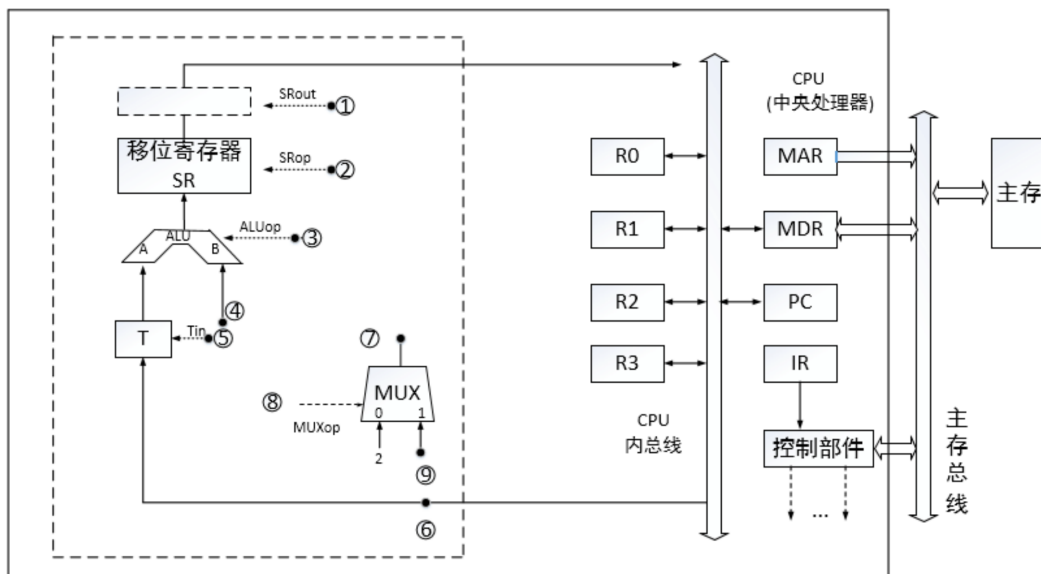 SRout
①
移位寄存器
SR
SRop
②
ALU
A
B
ALUop
③
④
T
Tin
⑤
⑦
MUX
0
1
⑧
MUXop
2
⑨
⑥
R0
R1
R2
R3
CPU
内总线
CPU
(中央处理器)
MAR
MDR
PC
IR
控制部件
...
主存总线
主存